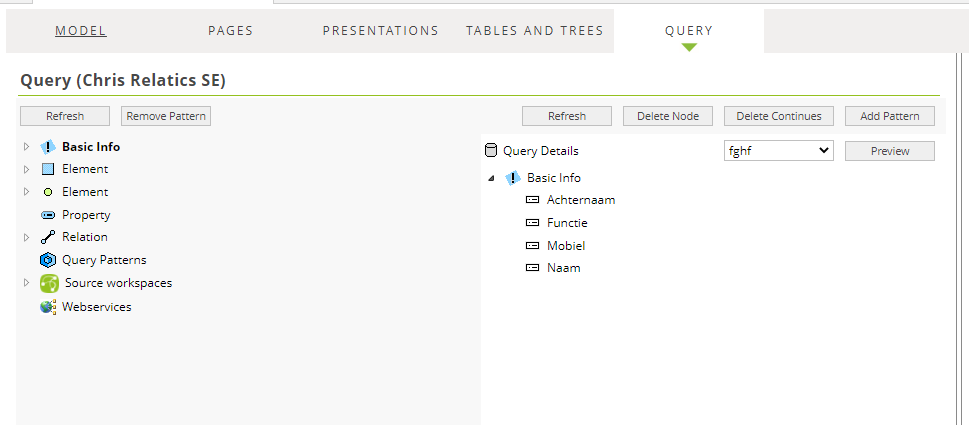 MODEL PAGES PRESENTATIONS TABLES AND TREES QUERY
Query (Chris Relatics SE)
Refresh Remove Pattern Refresh Delete Node Delete Continues Add Pattern
Basic Info
Element
Element
Property
Relation
Query Patterns
Source workspaces
Webservices
Query Details fghf Preview
Basic Info
Achternaam
Functie
Mobiel
Naam